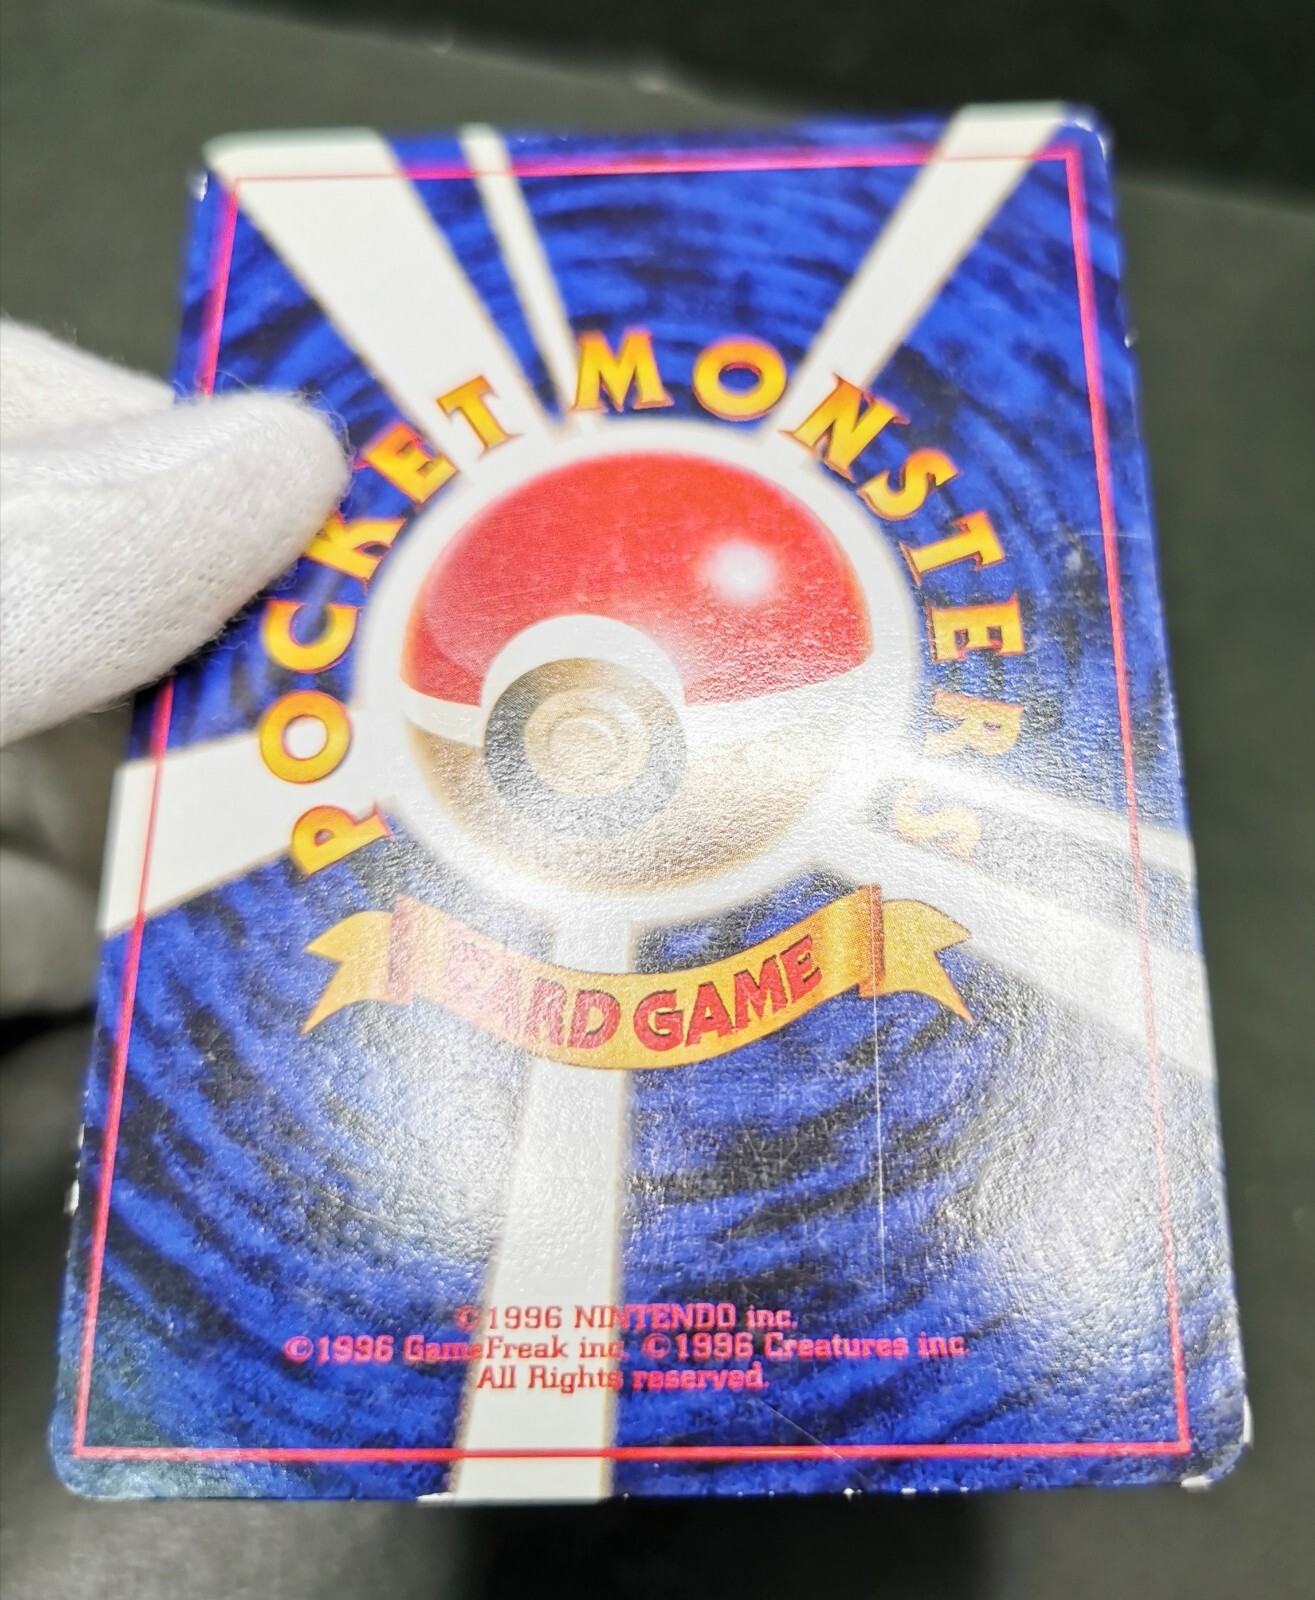 POCKET MONSTERS
CARD GAME
©1996 NINTENDO inc.
©1996 GameFreak inc. ©1996 Creatures inc.
All Rights reserved.